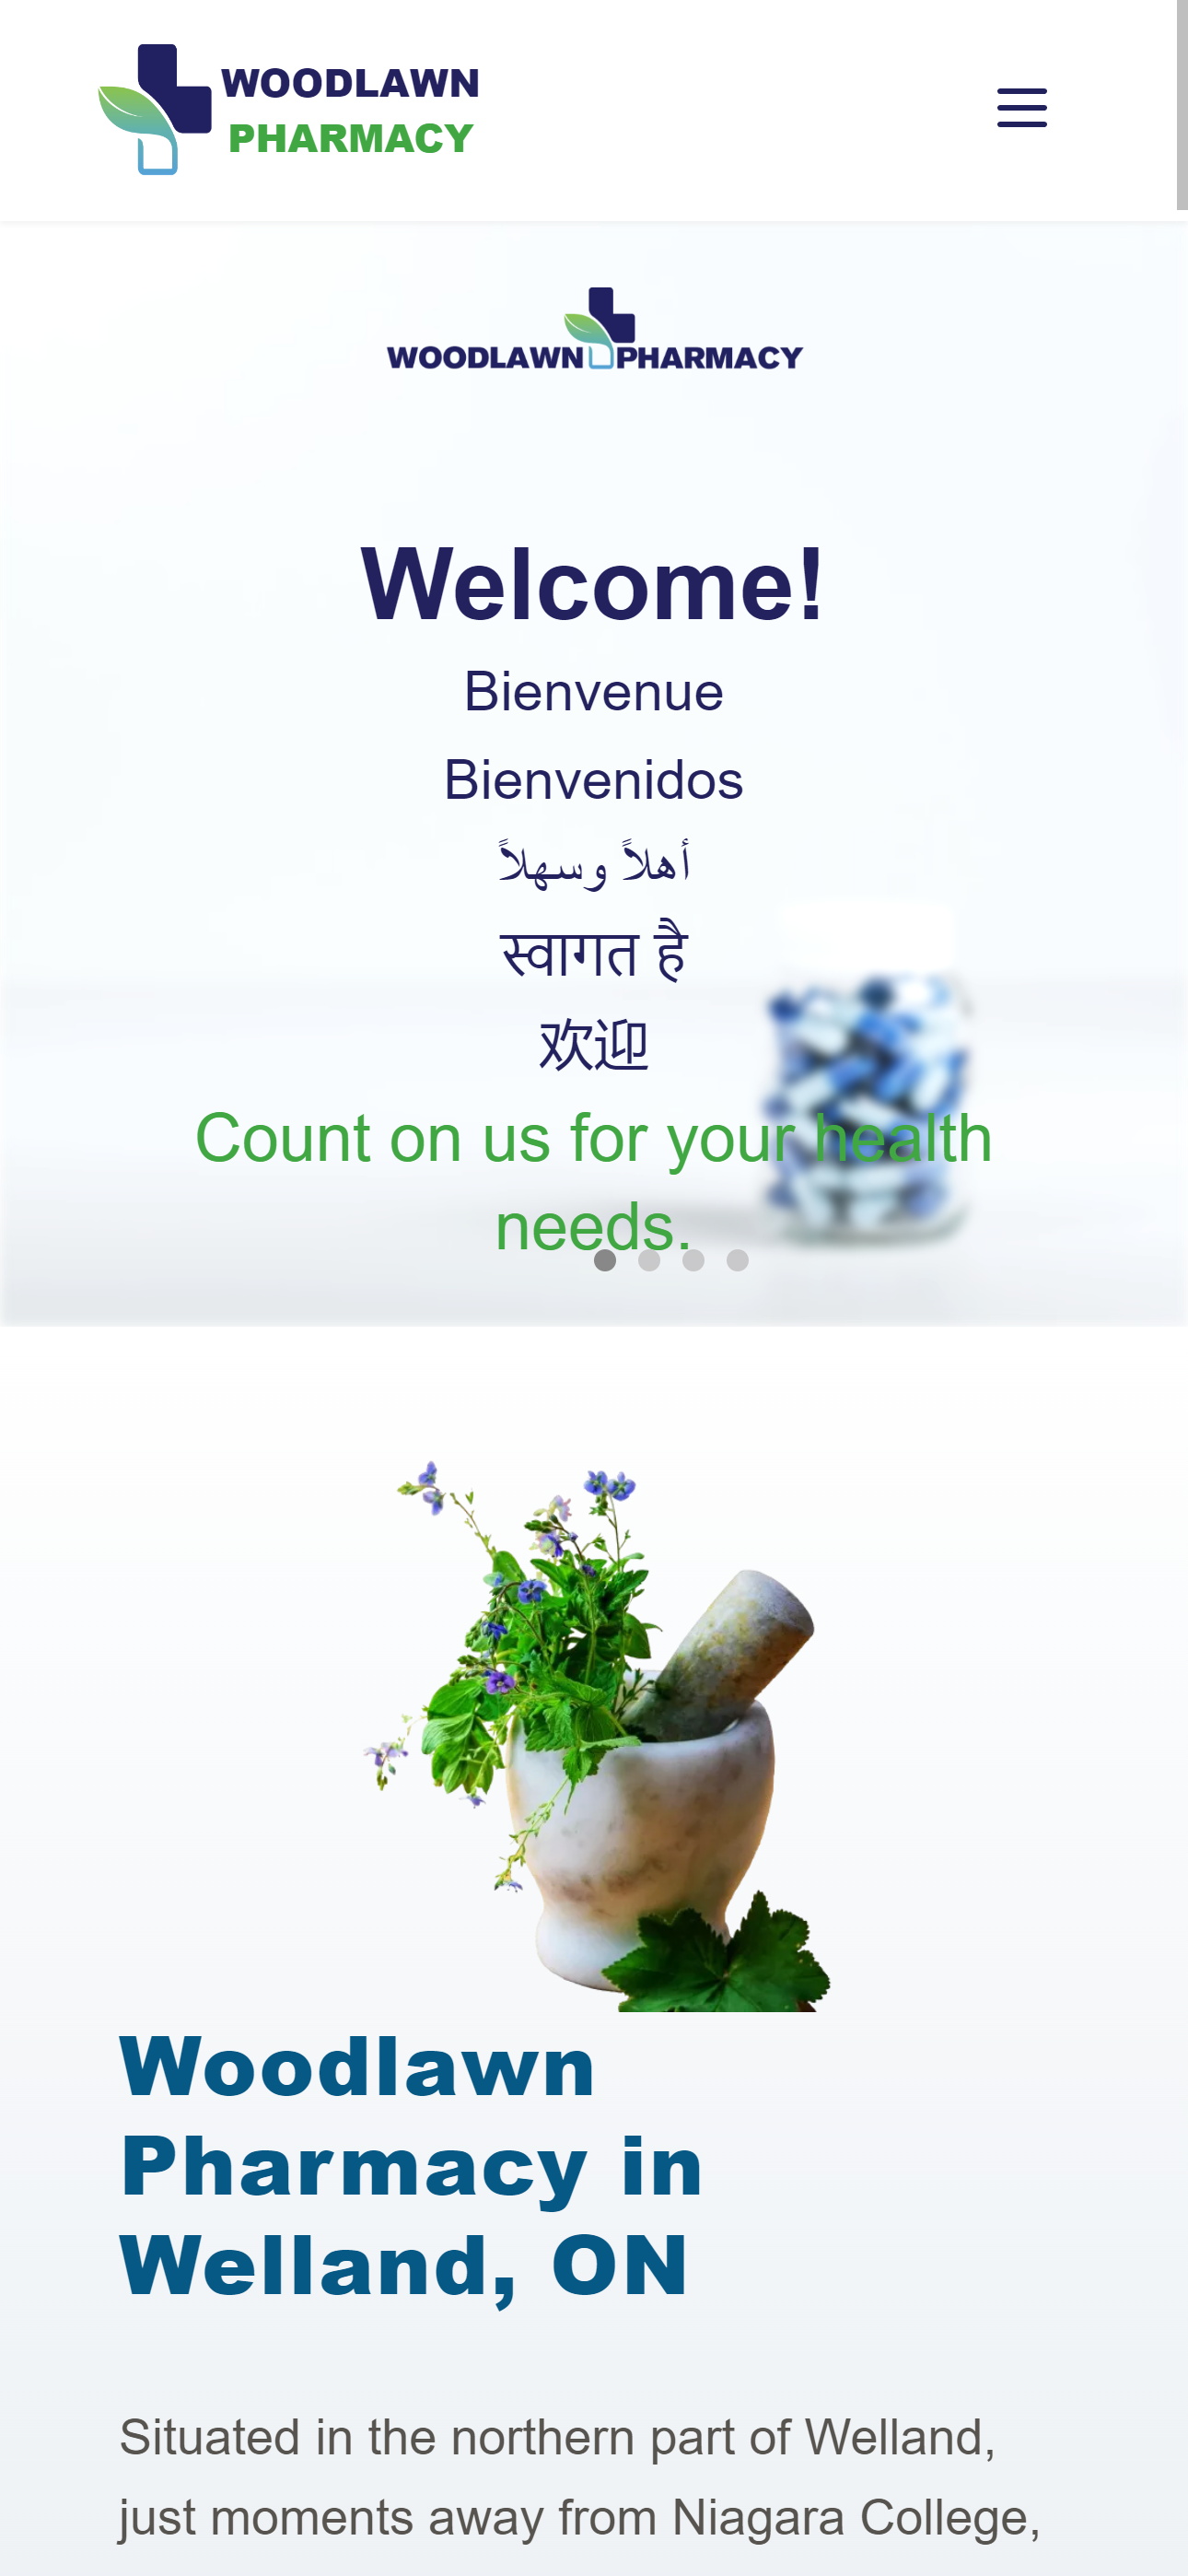 WOODLAWN
PHARMACY
WOODLAWN PHARMACY
Welcome!
Bienvenue
Bienvenidos
أهلاً وسهلاً
स्वागत है
欢迎
Count on us for your health
needs.
Woodlawn
Pharmacy in
Welland, ON
Situated in the northern part of Welland,
just moments away from Niagara College,